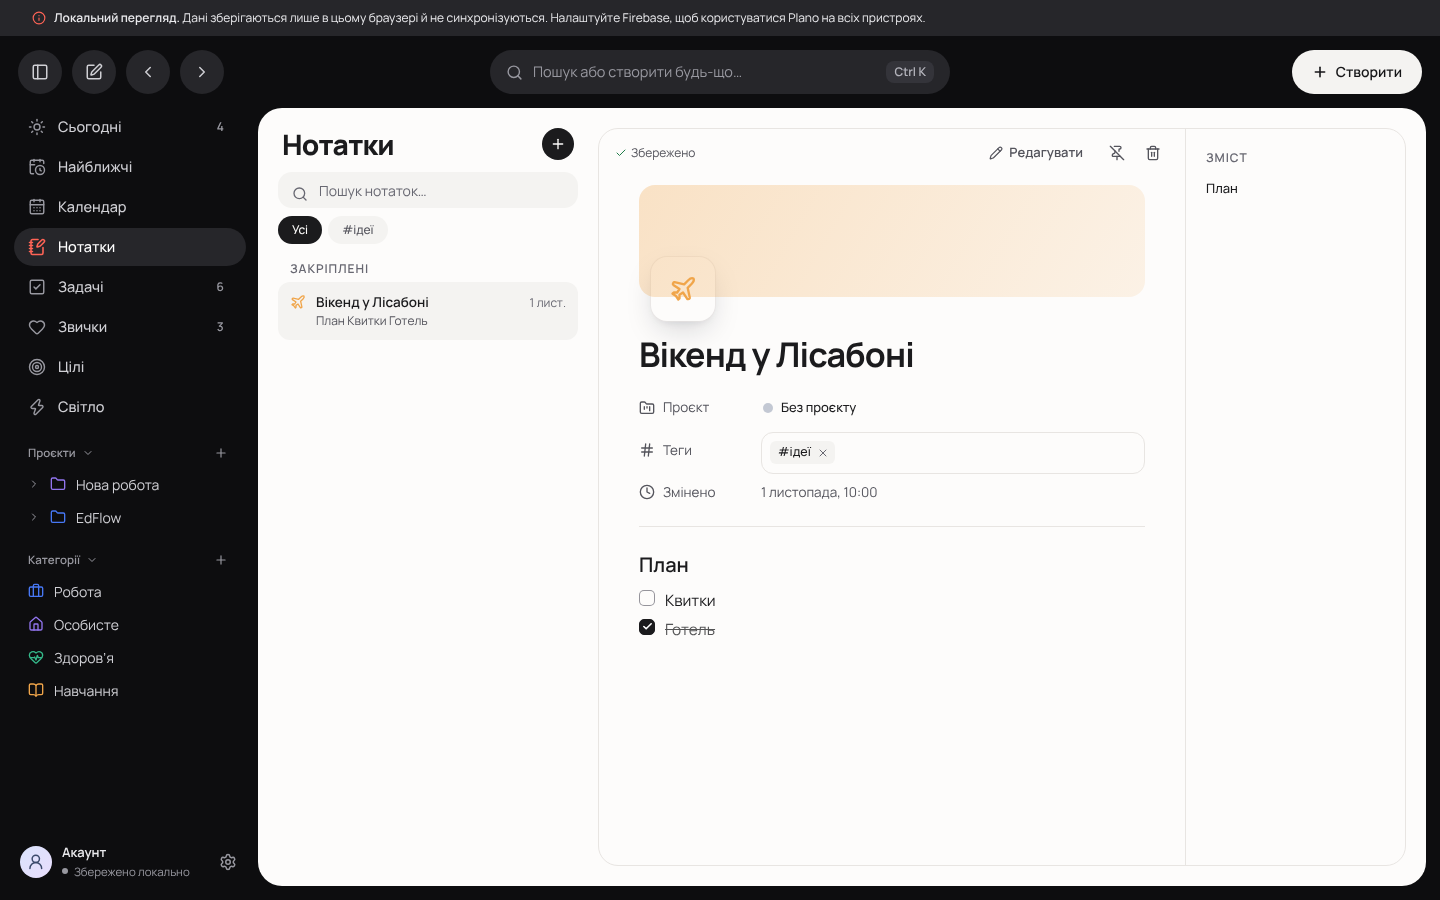 Локальний перегляд. Дані зберігаються лише в цьому браузері й не синхронізуються. Налаштуйте Firebase, щоб користуватися Plano на всіх пристроях.
Пошук або створити будь-що…
Ctrl K
Створити
Сьогодні 4
Найближчі
Календар
Нотатки
Задачі 6
Звички 3
Цілі
Світло
Проєкти
Нова робота
EdFlow
Категорії
Робота
Особисте
Здоров'я
Навчання
Акаунт
Збережено локально
Нотатки
Пошук нотаток…
Усі #ідеї
ЗАКРІПЛЕНІ
Вікенд у Лісабоні 1 лист.
План Квитки Готель
Збережено
Редагувати
Вікенд у Лісабоні
Проєкт Без проєкту
Теги #ідеї
Змінено 1 листопада, 10:00
План
Квитки
Готель
ЗМІСТ
План